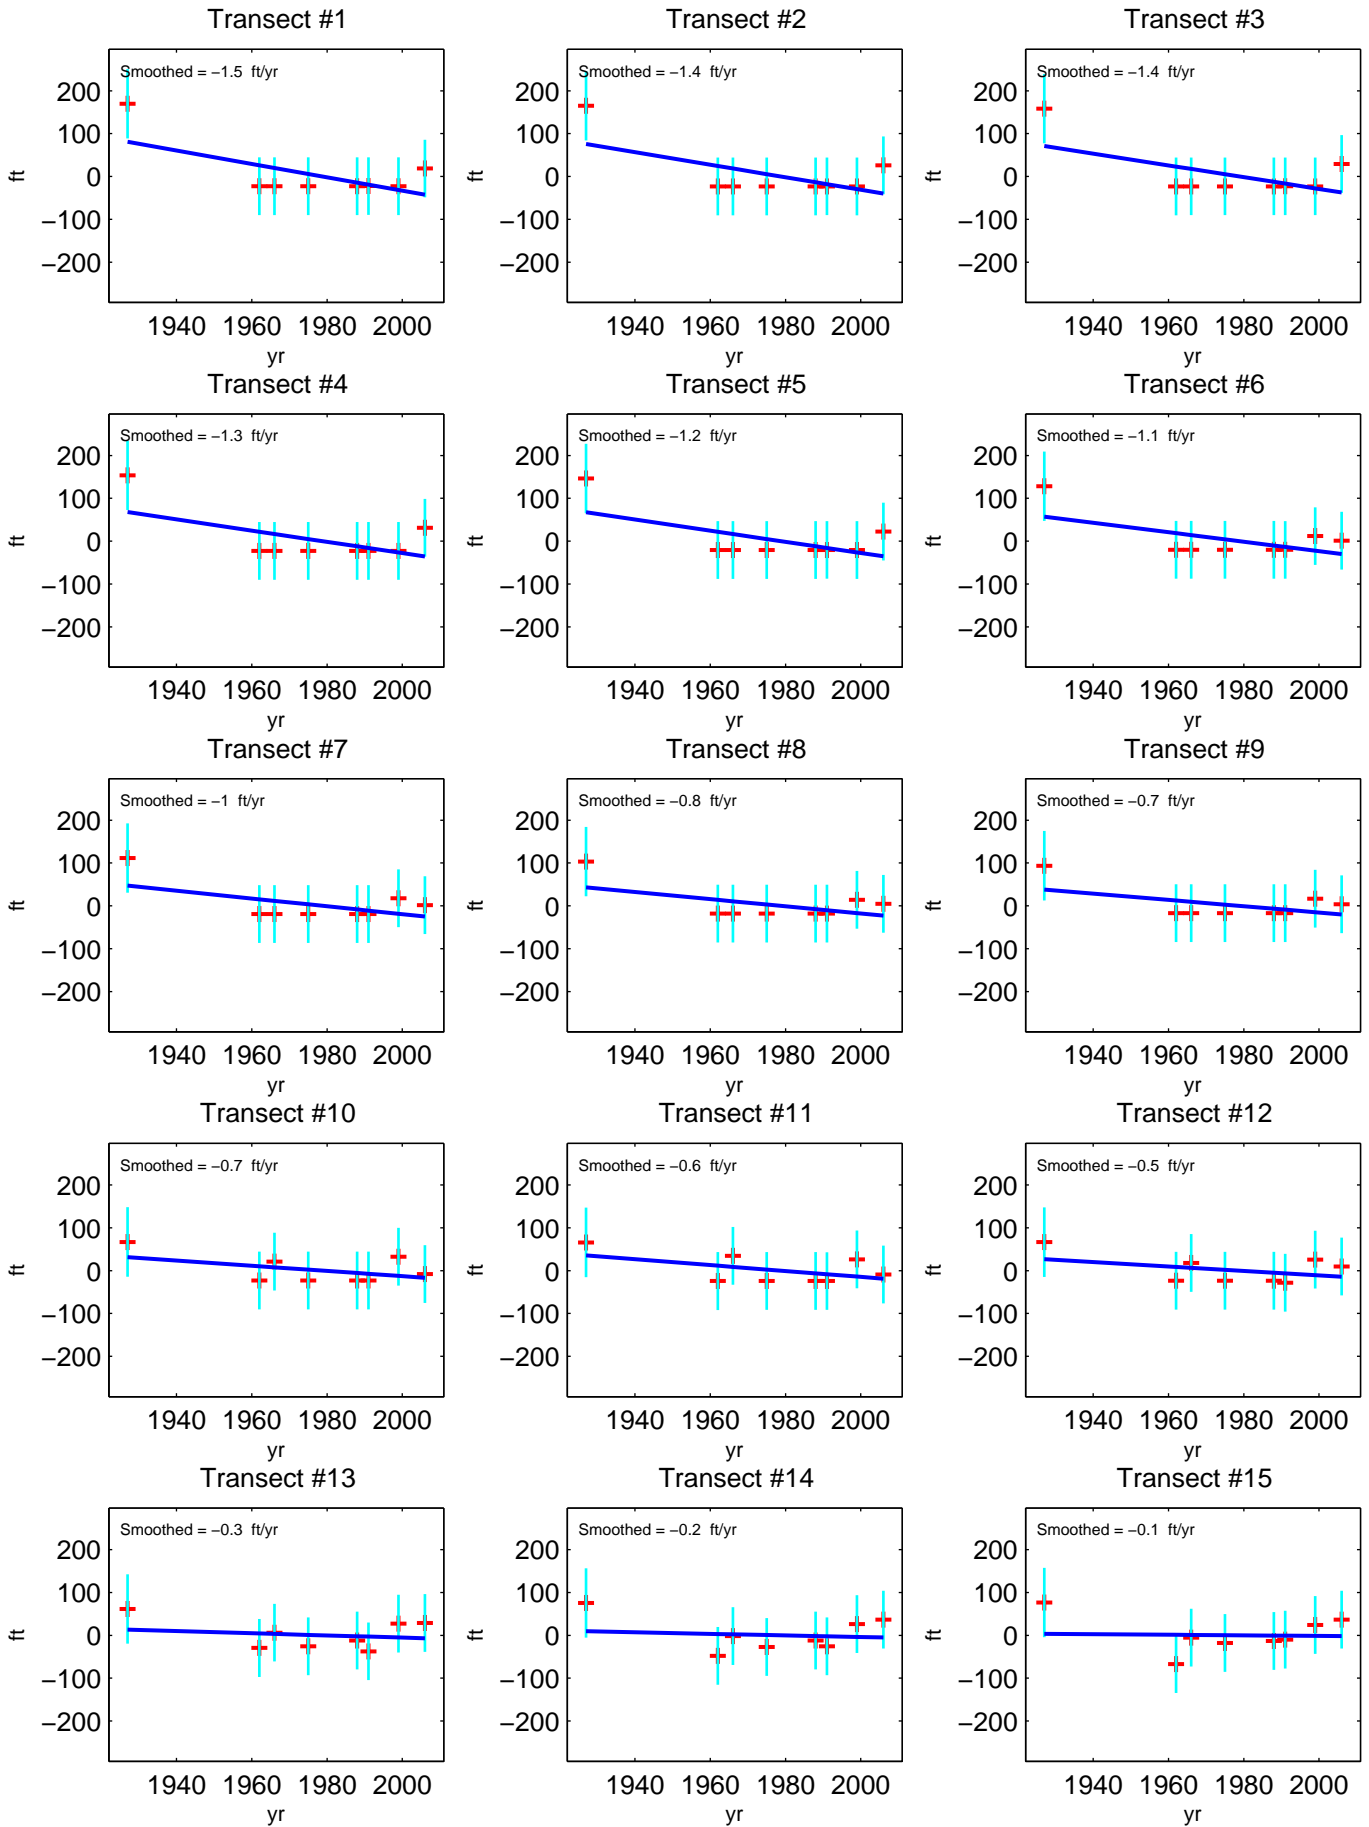 Transect #1
Transect #2
Transect #3
Smoothed = −1.5 ft/yr
Smoothed = −1.4 ft/yr
Smoothed = −1.4 ft/yr
200
100
0
−100
−200
ft
200
100
0
−100
−200
ft
200
100
0
−100
−200
ft
1940 1960 1980 2000
1940 1960 1980 2000
1940 1960 1980 2000
yr
yr
yr
Transect #4
Transect #5
Transect #6
Smoothed = −1.3 ft/yr
Smoothed = −1.2 ft/yr
Smoothed = −1.1 ft/yr
200
100
0
−100
−200
ft
200
100
0
−100
−200
ft
200
100
0
−100
−200
ft
1940 1960 1980 2000
1940 1960 1980 2000
1940 1960 1980 2000
yr
yr
yr
Transect #7
Transect #8
Transect #9
Smoothed = −1 ft/yr
Smoothed = −0.8 ft/yr
Smoothed = −0.7 ft/yr
200
100
0
−100
−200
ft
200
100
0
−100
−200
ft
200
100
0
−100
−200
ft
1940 1960 1980 2000
1940 1960 1980 2000
1940 1960 1980 2000
yr
yr
yr
Transect #10
Transect #11
Transect #12
Smoothed = −0.7 ft/yr
Smoothed = −0.6 ft/yr
Smoothed = −0.5 ft/yr
200
100
0
−100
−200
ft
200
100
0
−100
−200
ft
200
100
0
−100
−200
ft
1940 1960 1980 2000
1940 1960 1980 2000
1940 1960 1980 2000
yr
yr
yr
Transect #13
Transect #14
Transect #15
Smoothed = −0.3 ft/yr
Smoothed = −0.2 ft/yr
Smoothed = −0.1 ft/yr
200
100
0
−100
−200
ft
200
100
0
−100
−200
ft
200
100
0
−100
−200
ft
1940 1960 1980 2000
1940 1960 1980 2000
1940 1960 1980 2000
yr
yr
yr